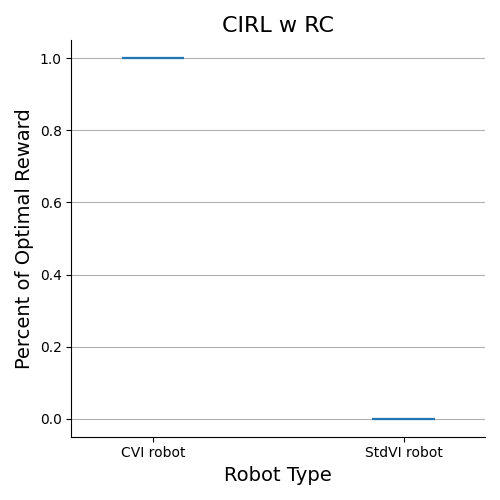 CIRL w RC
Percent of Optimal Reward
1.0
0.8
0.6
0.4
0.2
0.0
CVI robot
StdVI robot
Robot Type